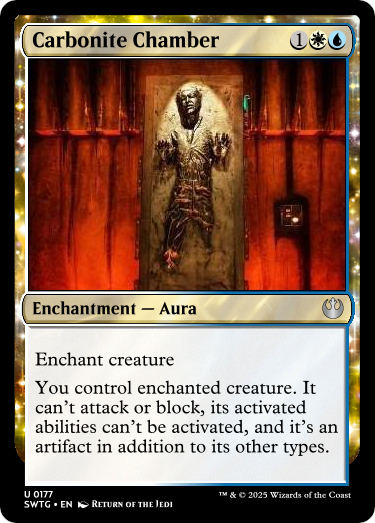 Carbonite Chamber 1
Enchantment — Aura
Enchant creature
You control enchanted creature. It
can't attack or block, its activated
abilities can't be activated, and it's an
artifact in addition to its other types.
U 0177
SWTG • EN Return of the Jedi
™ & © 2025 Wizards of the Coast